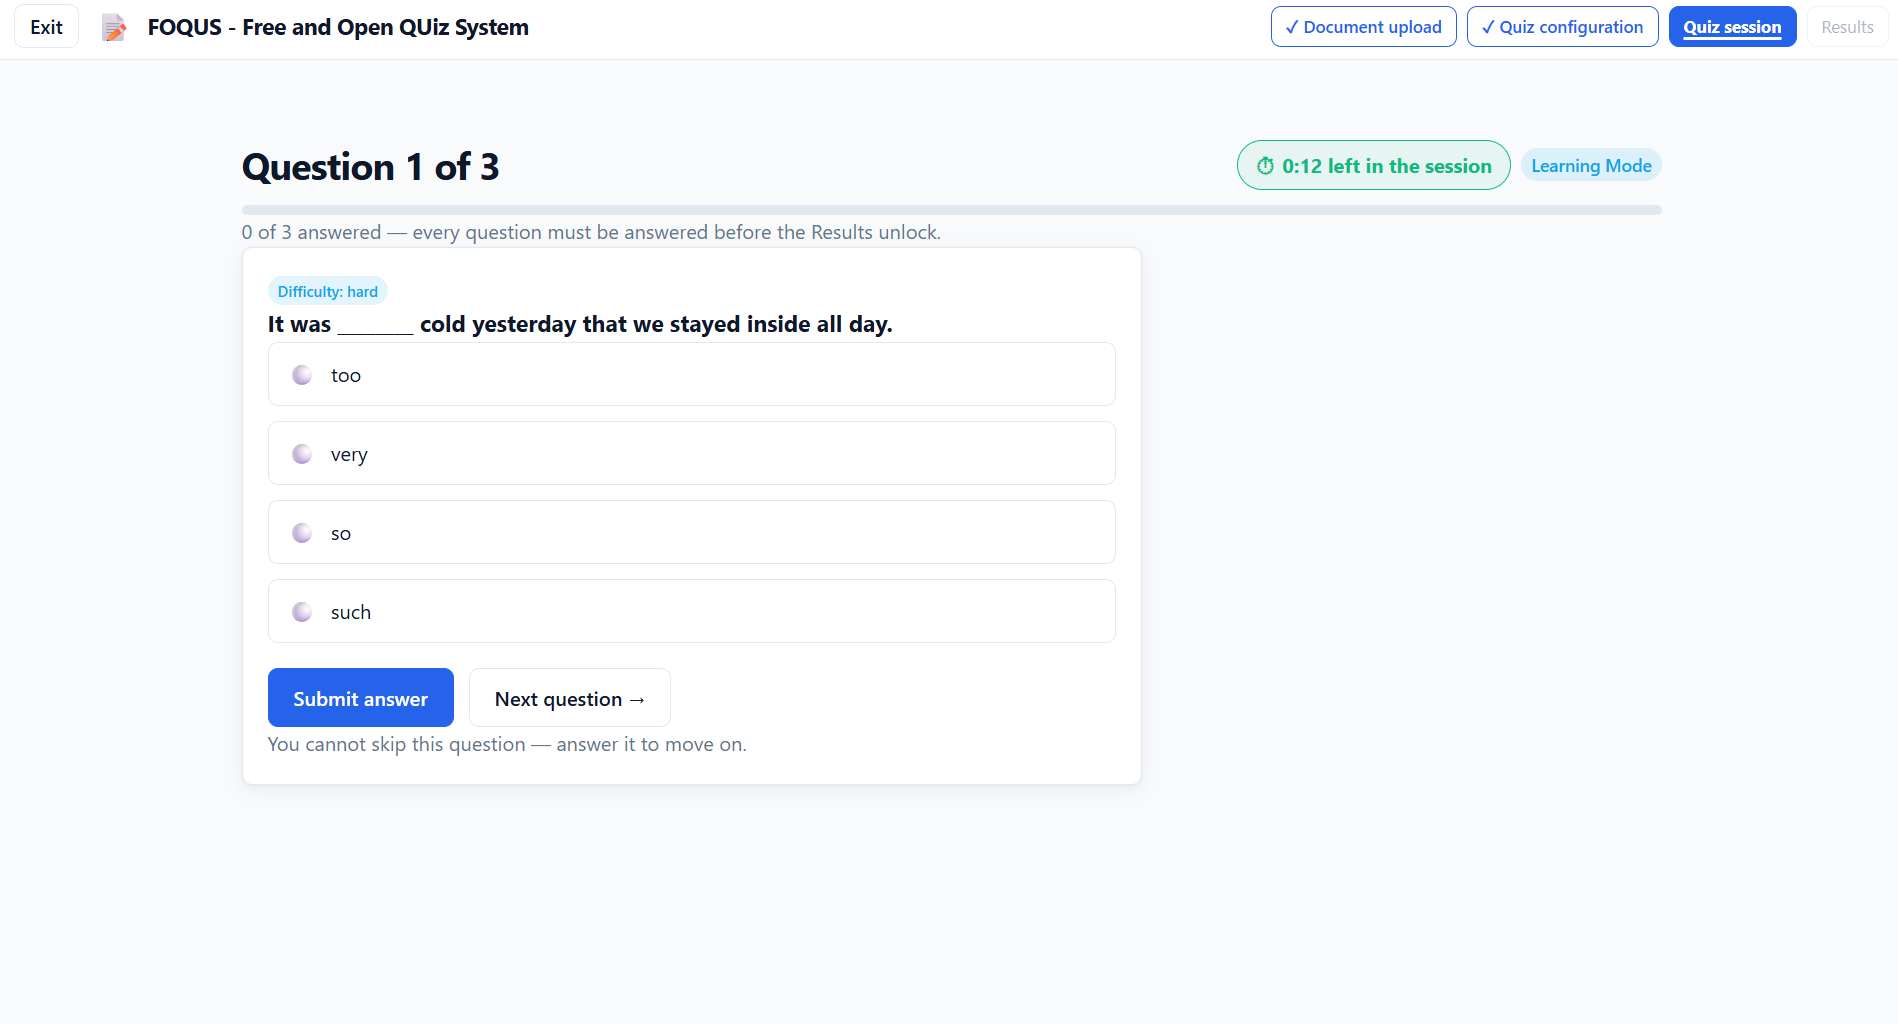 Exit
FOQUS - Free and Open QUiz System
✓ Document upload
✓ Quiz configuration
Quiz session
Results
Question 1 of 3
0:12 left in the session
Learning Mode
0 of 3 answered — every question must be answered before the Results unlock.
Difficulty: hard
It was ________ cold yesterday that we stayed inside all day.
too
very
so
such
Submit answer
Next question →
You cannot skip this question — answer it to move on.